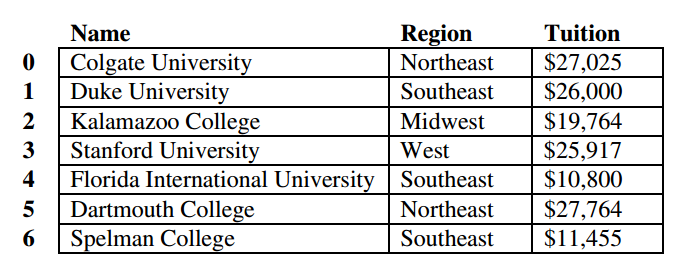 Name Region Tuition
0 Colgate University Northeast $27,025
1 Duke University Southeast $26,000
2 Kalamazoo College Midwest $19,764
3 Stanford University West $25,917
4 Florida International University Southeast $10,800
5 Dartmouth College Northeast $27,764
6 Spelman College Southeast $11,455